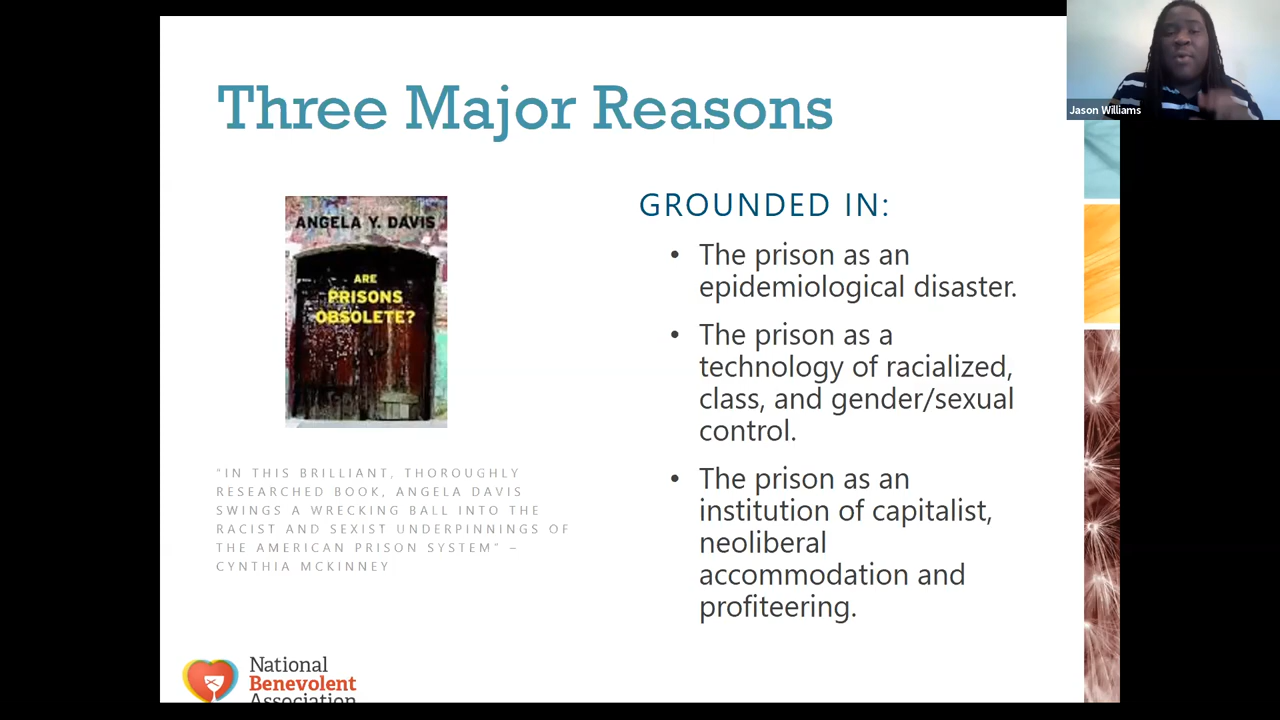 Three Major Reasons
Jason Williams
ANGELA Y. DAVIS
ARE
PRISONS
OBSOLETE?
"IN THIS BRILLIANT, THOROUGHLY
RESEARCHED BOOK, ANGELA DAVIS
SWINGS A WRECKING BALL INTO THE
RACIST AND SEXIST UNDERPINNINGS OF
THE AMERICAN PRISON SYSTEM" –
CYNTHIA MCKINNEY
GROUNDED IN:
• The prison as an
epidemiological disaster.
• The prison as a
technology of racialized,
class, and gender/sexual
control.
• The prison as an
institution of capitalist,
neoliberal
accommodation and
profiteering.
National
Benevolent
Association